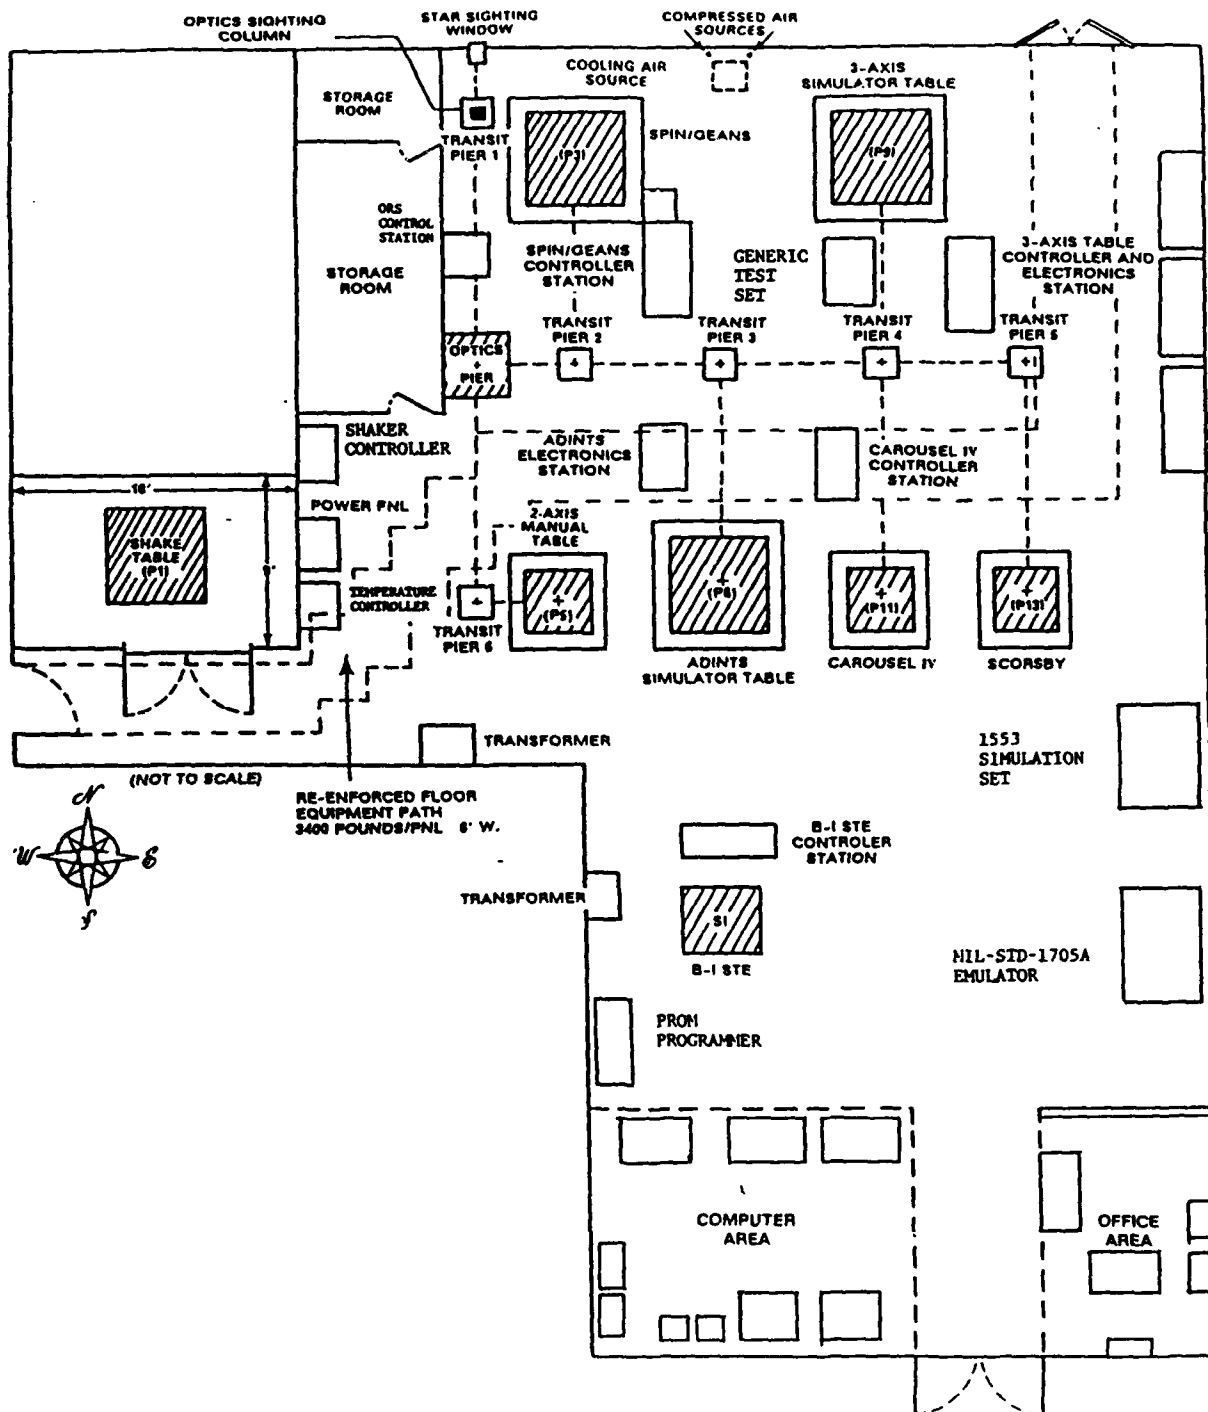 OPTICS SIGHTING
COLUMN
STAR SIGHTING
WINDOW
COMPRESSED AIR
SOURCES
COOLING AIR
SOURCE
3-AXIS
SIMULATOR TABLE
STORAGE
ROOM
TRANSIT
PIER 1
(P3)
SPIN/GEANS
(P9)
ORS
CONTROL
STATION
STORAGE
ROOM
SPIN/GEANS
CONTROLLER
STATION
GENERIC
TEST
SET
3-AXIS TABLE
CONTROLLER AND
ELECTRONICS
STATION
OPTICS
PIER
TRANSIT
PIER 2
TRANSIT
PIER 3
TRANSIT
PIER 4
TRANSIT
PIER 5
SHAKER
CONTROLLER
ADINTS
ELECTRONICS
STATION
CAROUSEL IV
CONTROLLER
STATION
16'
POWER PNL
2-AXIS
MANUAL
TABLE
SHAKE
TABLE
(P1)
TEMPERATURE
CONTROLLER
TRANSIT
PIER 6
(P5)
(P6)
(P11)
(P13)
ADINTS
SIMULATOR TABLE
CAROUSEL IV
SCORSBY
TRANSFORMER
(NOT TO SCALE)
RE-ENFORCED FLOOR
EQUIPMENT PATH
3400 POUNDS/PNL 6' W.
1553
SIMULATION
SET
N
W
E
S
B-1 STE
CONTROLER
STATION
TRANSFORMER
S1
B-1 STE
MIL-STD-1705A
EMULATOR
PROM
PROGRAMMER
COMPUTER
AREA
OFFICE
AREA